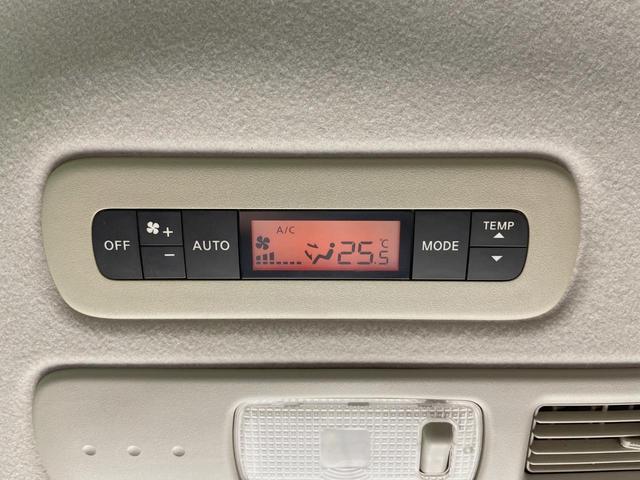 OFF + − AUTO A/C 25.5 °C MODE TEMP